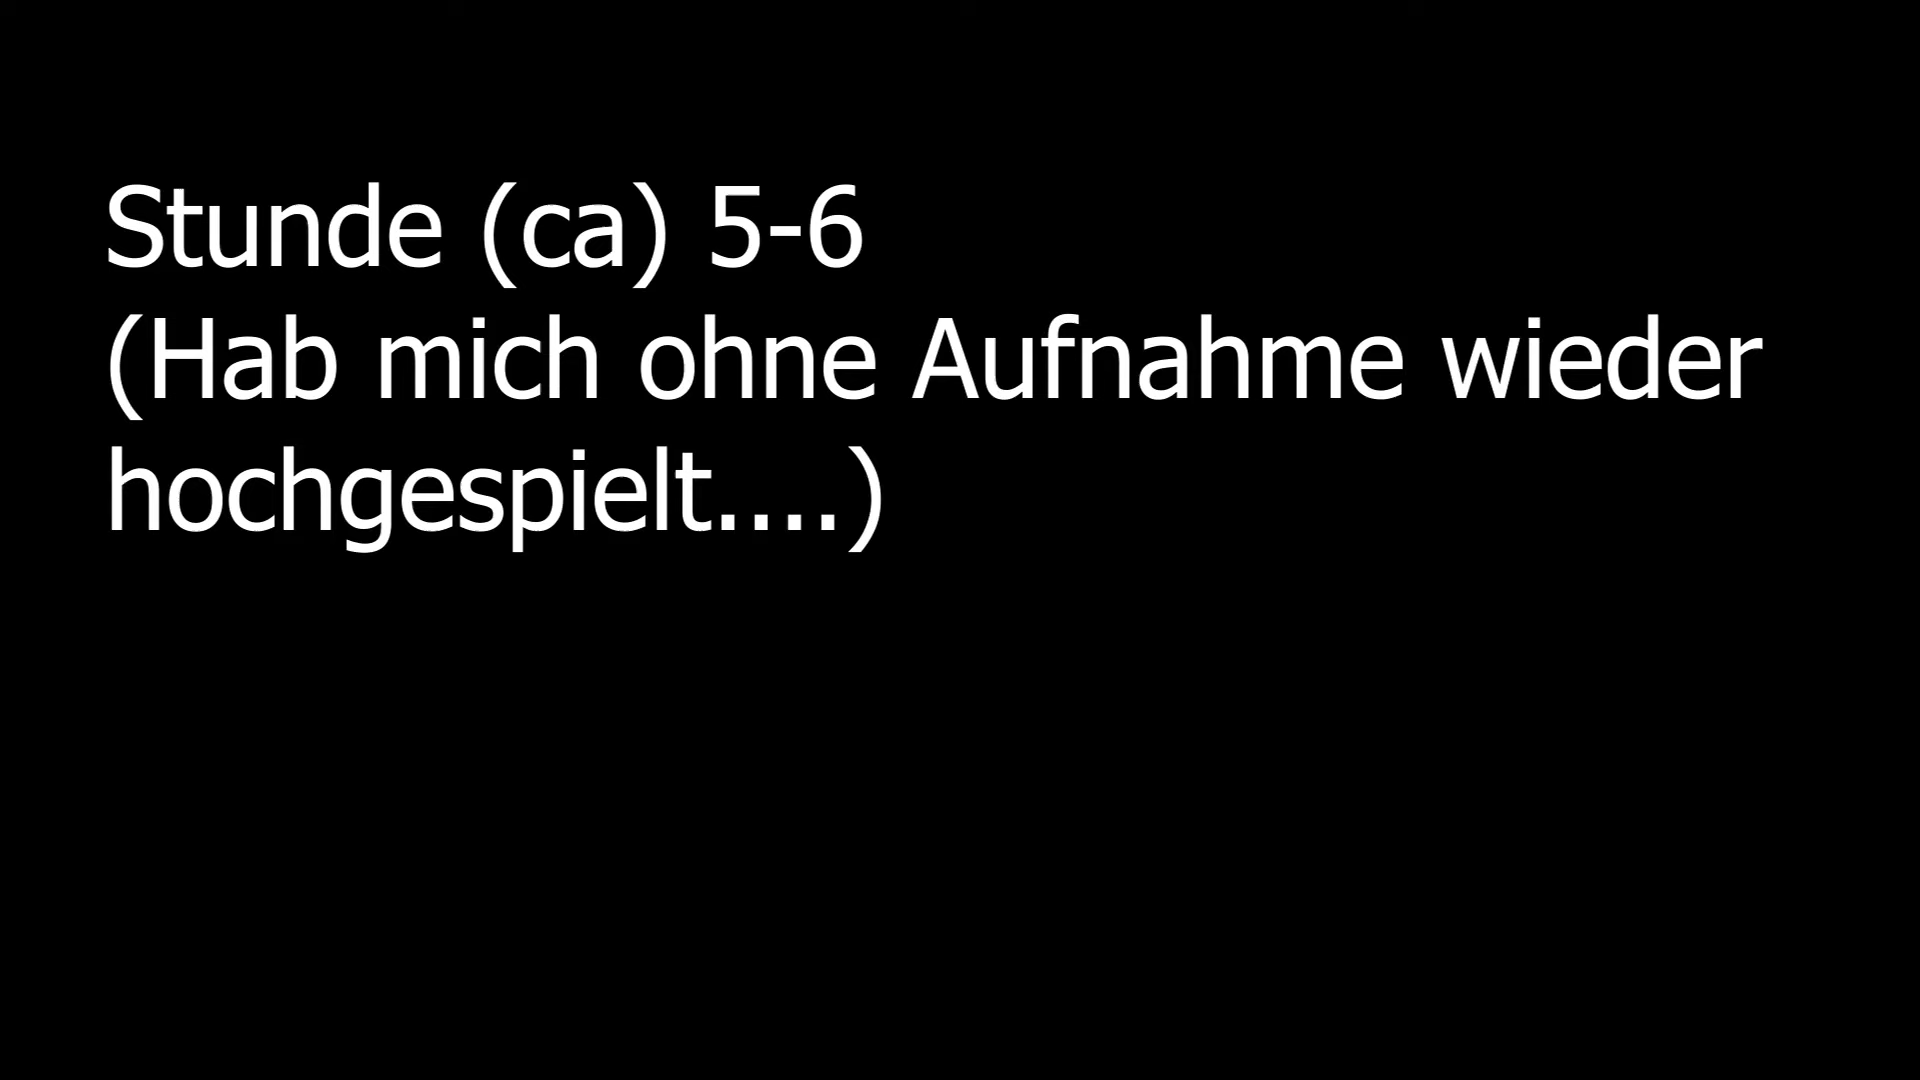 Stunde (ca) 5-6
(Hab mich ohne Aufnahme wieder
hochgespielt....)